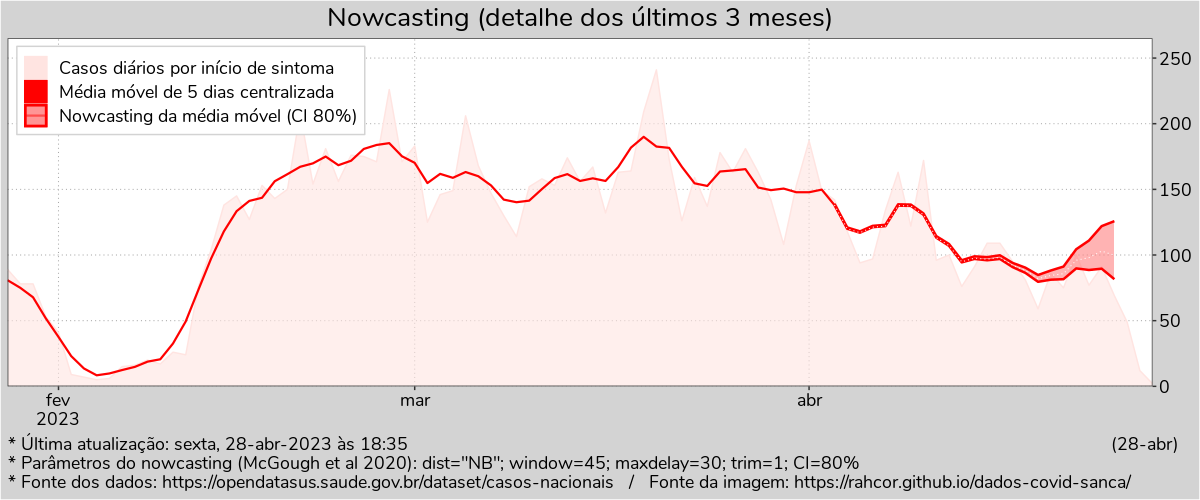 Nowcasting (detalhe dos últimos 3 meses)
Casos diários por início de sintoma
Média móvel de 5 dias centralizada
Nowcasting da média móvel (CI 80%)
250
200
150
100
50
0
fev
2023
mar
abr
* Última atualização: sexta, 28-abr-2023 às 18:35
(28-abr)
* Parâmetros do nowcasting (McGough et al 2020): dist="NB"; window=45; maxdelay=30; trim=1; CI=80%
* Fonte dos dados: https://opendatasus.saude.gov.br/dataset/casos-nacionais / Fonte da imagem: https://rahcor.github.io/dados-covid-sanca/